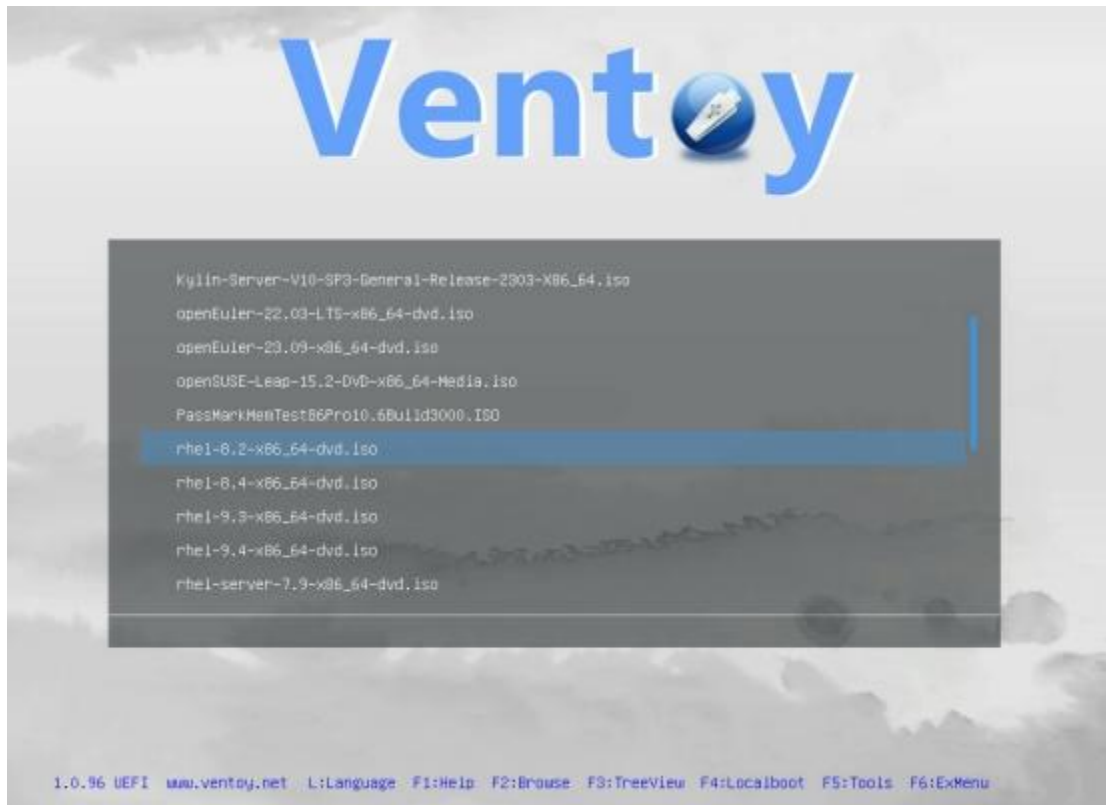 Ventoy
Kylin-Server-V10-SP3-General-Release-2303-X86_64.iso
openEuler-22.03-LTS-x86_64-dvd.iso
openEuler-23.09-x86_64-dvd.iso
openSUSE-Leap-15.2-DVD-x86_64-Media.iso
PassMarkMemTest86Pro10.6Build3000.ISO
rhel-8.2-x86_64-dvd.iso
rhel-8.4-x86_64-dvd.iso
rhel-9.3-x86_64-dvd.iso
rhel-9.4-x86_64-dvd.iso
rhel-server-7.9-x86_64-dvd.iso
1.0.96 UEFI www.ventoy.net L:Language F1:Help F2:Browse F3:TreeView F4:Localboot F5:Tools F6:ExMenu